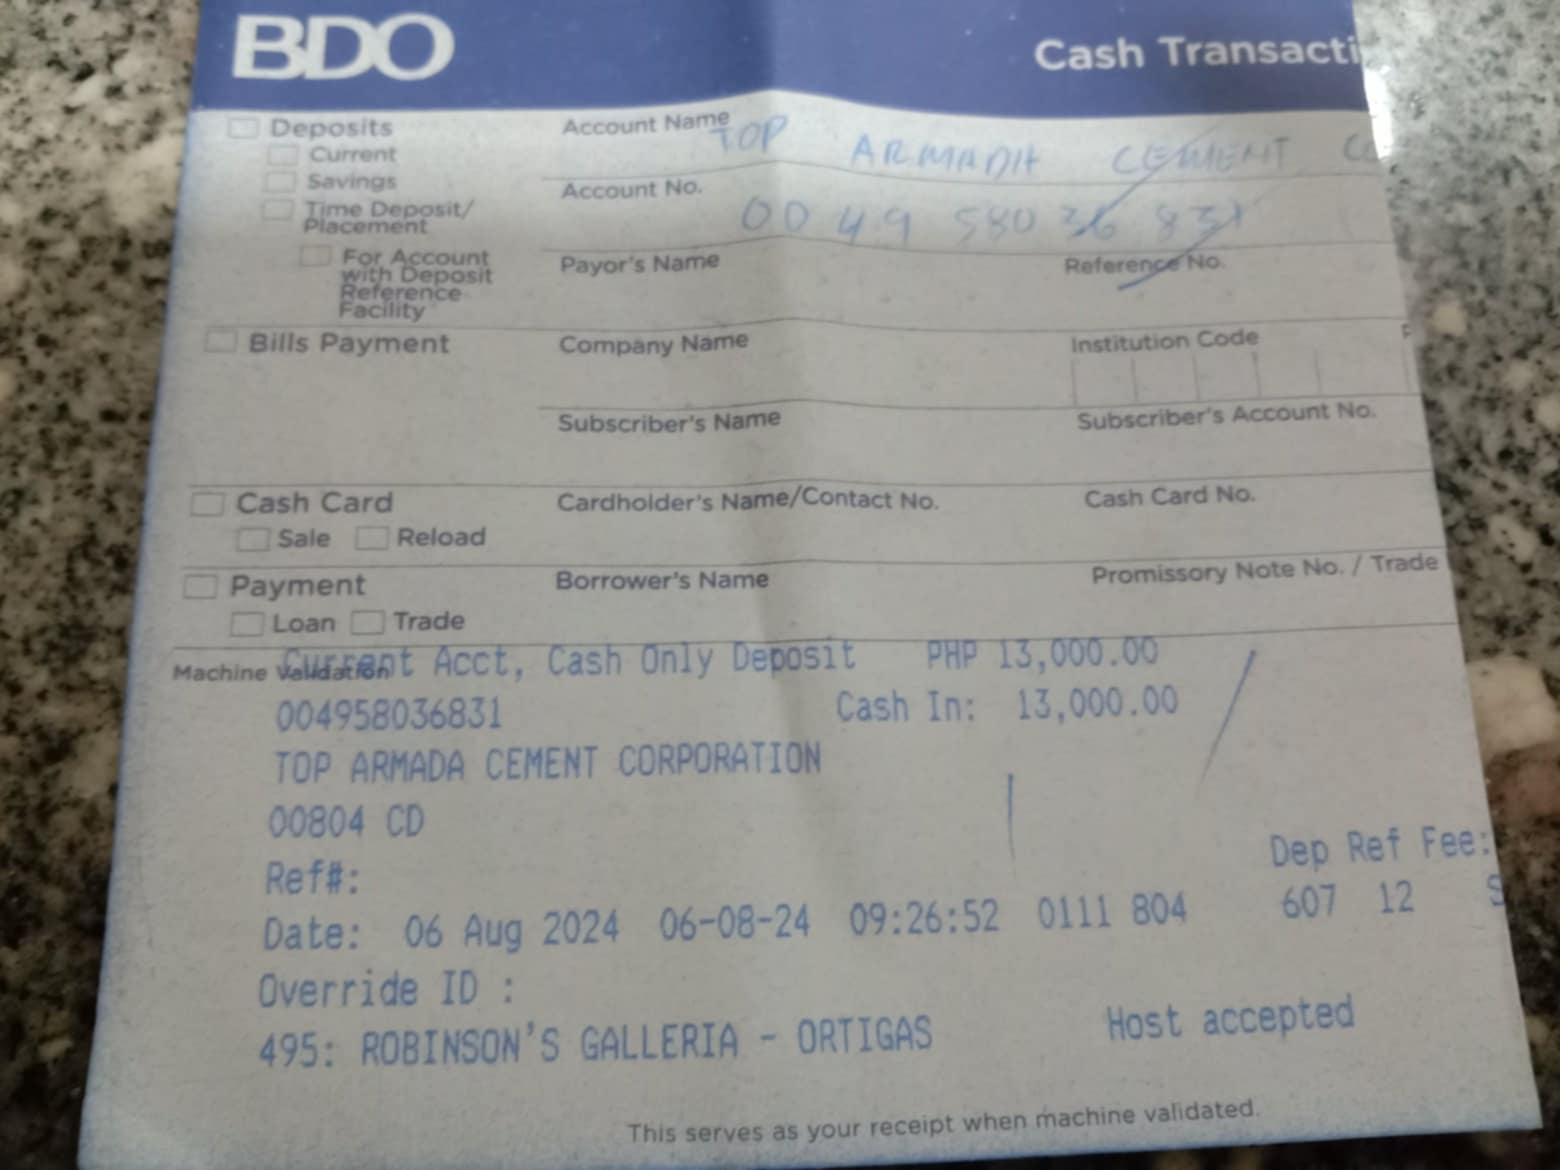 BDO
Cash Transacti
Deposits
Current
Savings
Time Deposit/
Placement
For Account
with Deposit
Reference
Facility
Account Name TOP ARMADA CEMENT CO
Account No. 0049 580 36 831
Payor's Name
Reference No.
Bills Payment
Company Name
Institution Code
Subscriber's Name
Subscriber's Account No.
Cash Card
Sale Reload
Cardholder's Name/Contact No.
Cash Card No.
Payment
Loan Trade
Borrower's Name
Promissory Note No. / Trade
Machine Validation
Current Acct, Cash Only Deposit PHP 13,000.00
004958036831 Cash In: 13,000.00
TOP ARMADA CEMENT CORPORATION
00804 CD
Ref#: Dep Ref Fee:
Date: 06 Aug 2024 06-08-24 09:26:52 0111 804 607 12 S
Override ID :
495: ROBINSON'S GALLERIA - ORTIGAS Host accepted
This serves as your receipt when machine validated.